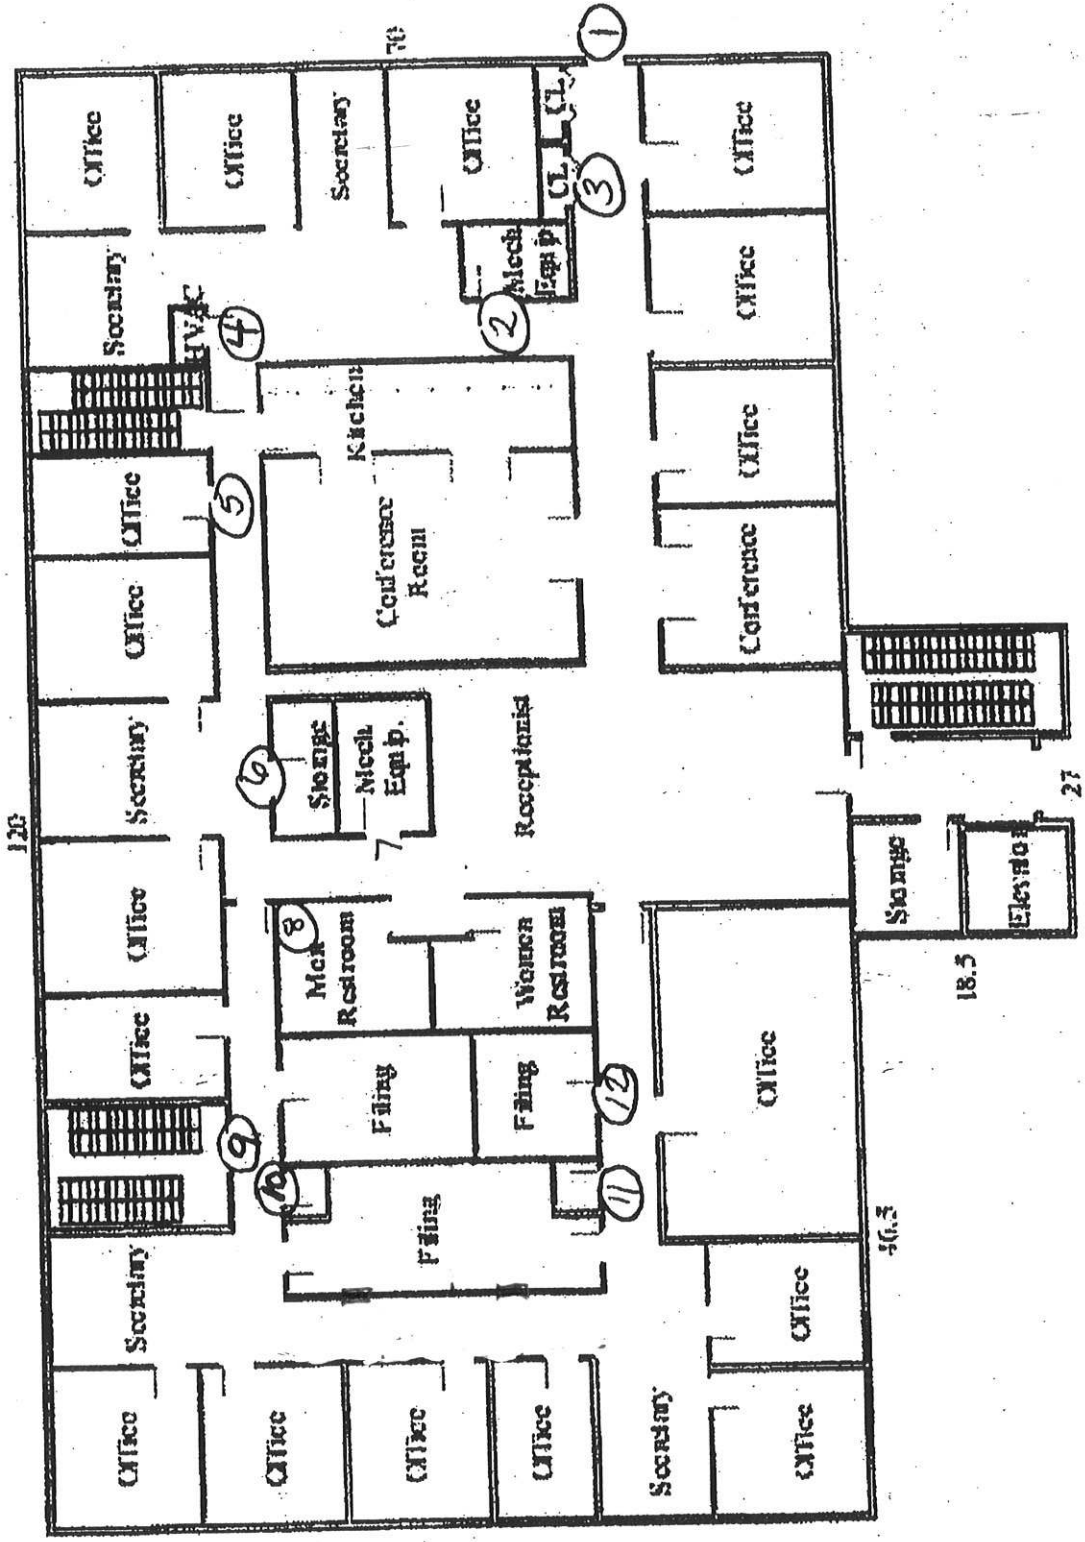 1
70
Office
Office
Secretary
Office
CL
CL
3
Office
Secretary
HVAC
4
2
Mech
Equip
Office
120
5
Office
Kitchen
Office
Office
Conference
Room
Conference
Secretary
6
Storage
Mech.
Equip.
7
Receptionist
27
Office
8
Men
Restroom
Women
Restroom
Storage
Elevator
18.5
Office
Filing
Filing
12
Office
9
10
11
Filing
Secretary
Office
Office
Office
Office
Office
Secretary
Office